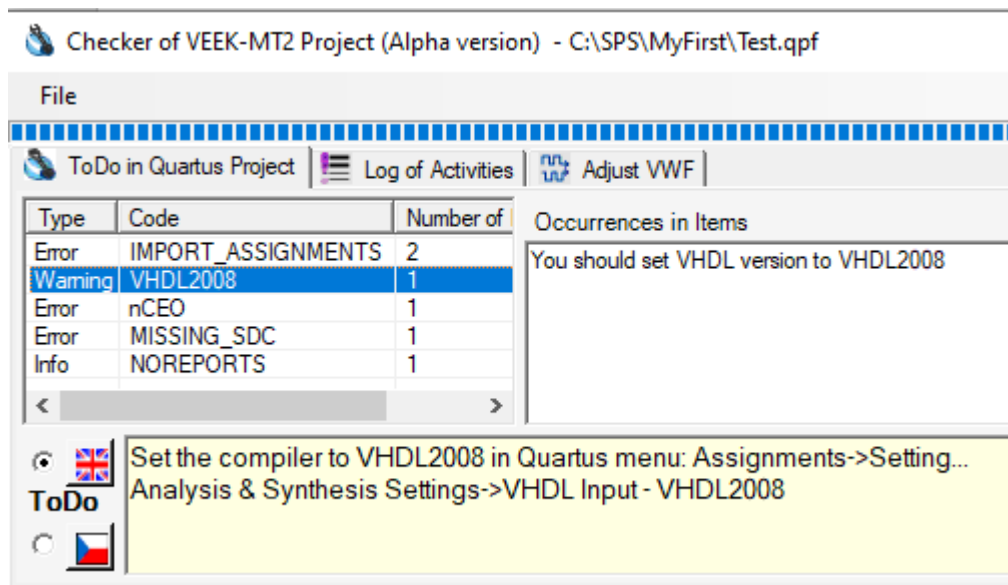 Checker of VEEK-MT2 Project (Alpha version) - C:\SPS\MyFirst\Test.qpf
File
ToDo in Quartus Project Log of Activities Adjust VWF
Type Code Number of
Error IMPORT_ASSIGNMENTS 2
Warning VHDL2008 1
Error nCEO 1
Error MISSING_SDC 1
Info NOREPORTS 1
Occurrences in Items
You should set VHDL version to VHDL2008
ToDo
Set the compiler to VHDL2008 in Quartus menu: Assignments->Setting...
Analysis & Synthesis Settings->VHDL Input - VHDL2008